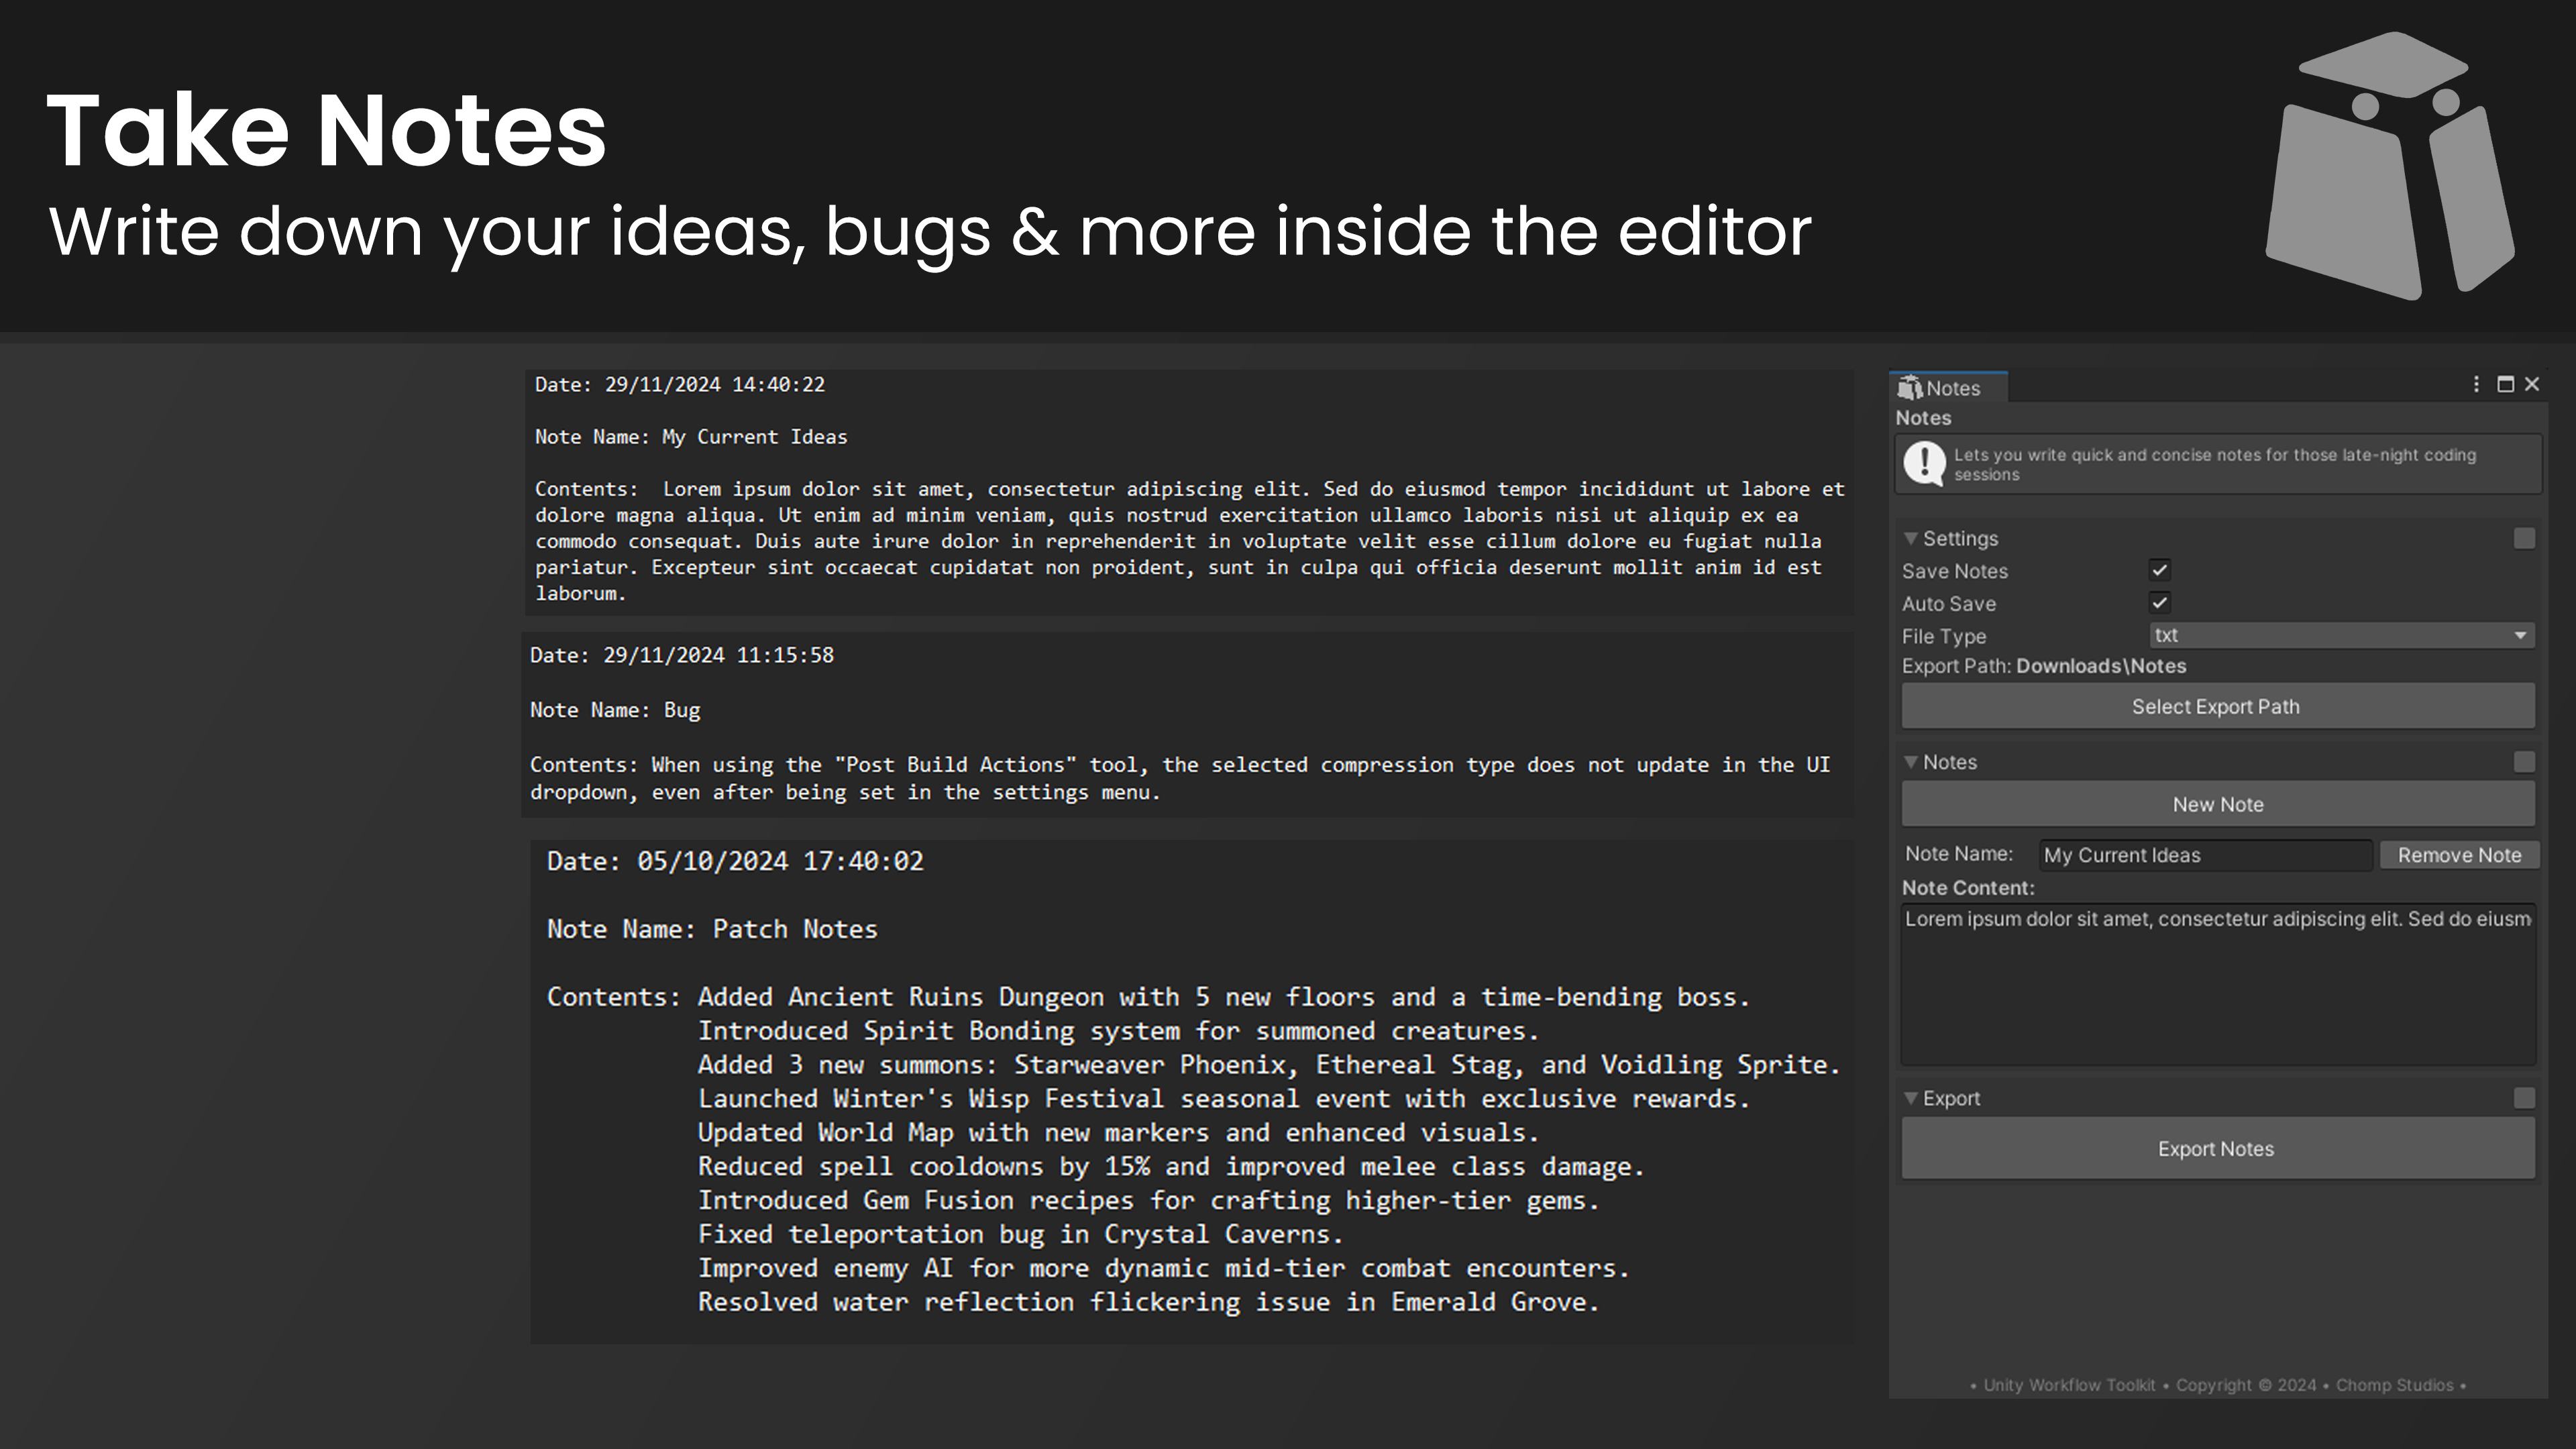 Take Notes
Write down your ideas, bugs & more inside the editor
Date: 29/11/2024 14:40:22
Note Name: My Current Ideas
Contents:  Lorem ipsum dolor sit amet, consectetur adipiscing elit. Sed do eiusmod tempor incididunt ut labore et
dolore magna aliqua. Ut enim ad minim veniam, quis nostrud exercitation ullamco laboris nisi ut aliquip ex ea
commodo consequat. Duis aute irure dolor in reprehenderit in voluptate velit esse cillum dolore eu fugiat nulla
pariatur. Excepteur sint occaecat cupidatat non proident, sunt in culpa qui officia deserunt mollit anim id est
laborum.
Date: 29/11/2024 11:15:58
Note Name: Bug
Contents: When using the "Post Build Actions" tool, the selected compression type does not update in the UI
dropdown, even after being set in the settings menu.
Date: 05/10/2024 17:40:02
Note Name: Patch Notes
Contents: Added Ancient Ruins Dungeon with 5 new floors and a time-bending boss.
Introduced Spirit Bonding system for summoned creatures.
Added 3 new summons: Starweaver Phoenix, Ethereal Stag, and Voidling Sprite.
Launched Winter's Wisp Festival seasonal event with exclusive rewards.
Updated World Map with new markers and enhanced visuals.
Reduced spell cooldowns by 15% and improved melee class damage.
Introduced Gem Fusion recipes for crafting higher-tier gems.
Fixed teleportation bug in Crystal Caverns.
Improved enemy AI for more dynamic mid-tier combat encounters.
Resolved water reflection flickering issue in Emerald Grove.
Notes
Notes
Lets you write quick and concise notes for those late-night coding
sessions
Settings
Save Notes
Auto Save
File Type txt
Export Path: Downloads\Notes
Select Export Path
Notes
New Note
Note Name: My Current Ideas Remove Note
Note Content:
Lorem ipsum dolor sit amet, consectetur adipiscing elit. Sed do eiusm
Export
Export Notes
• Unity Workflow Toolkit • Copyright © 2024 • Chomp Studios •